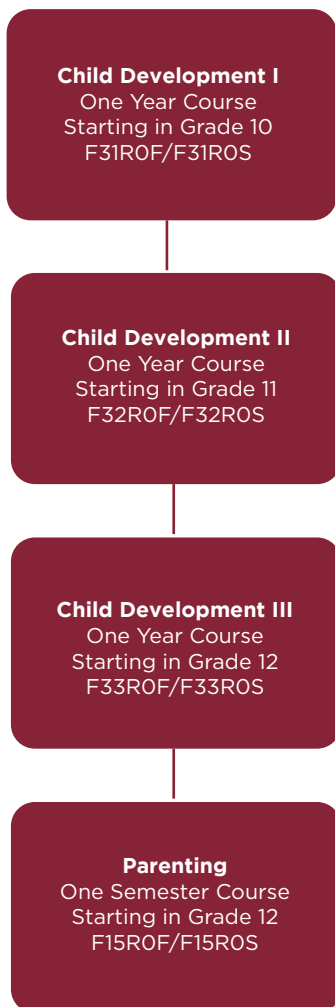 Child Development I
One Year Course
Starting in Grade 10
F31R0F/F31R0S
Child Development II
One Year Course
Starting in Grade 11
F32R0F/F32R0S
Child Development III
One Year Course
Starting in Grade 12
F33R0F/F33R0S
Parenting
One Semester Course
Starting in Grade 12
F15R0F/F15R0S